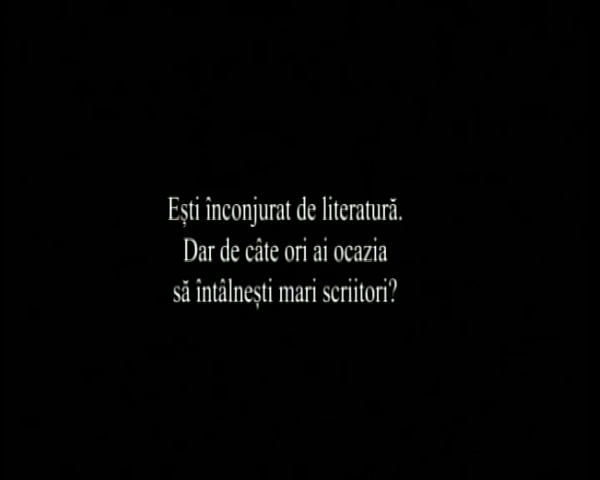 Ești înconjurat de literatură.
Dar de câte ori ai ocazia
să întâlnești mari scriitori?